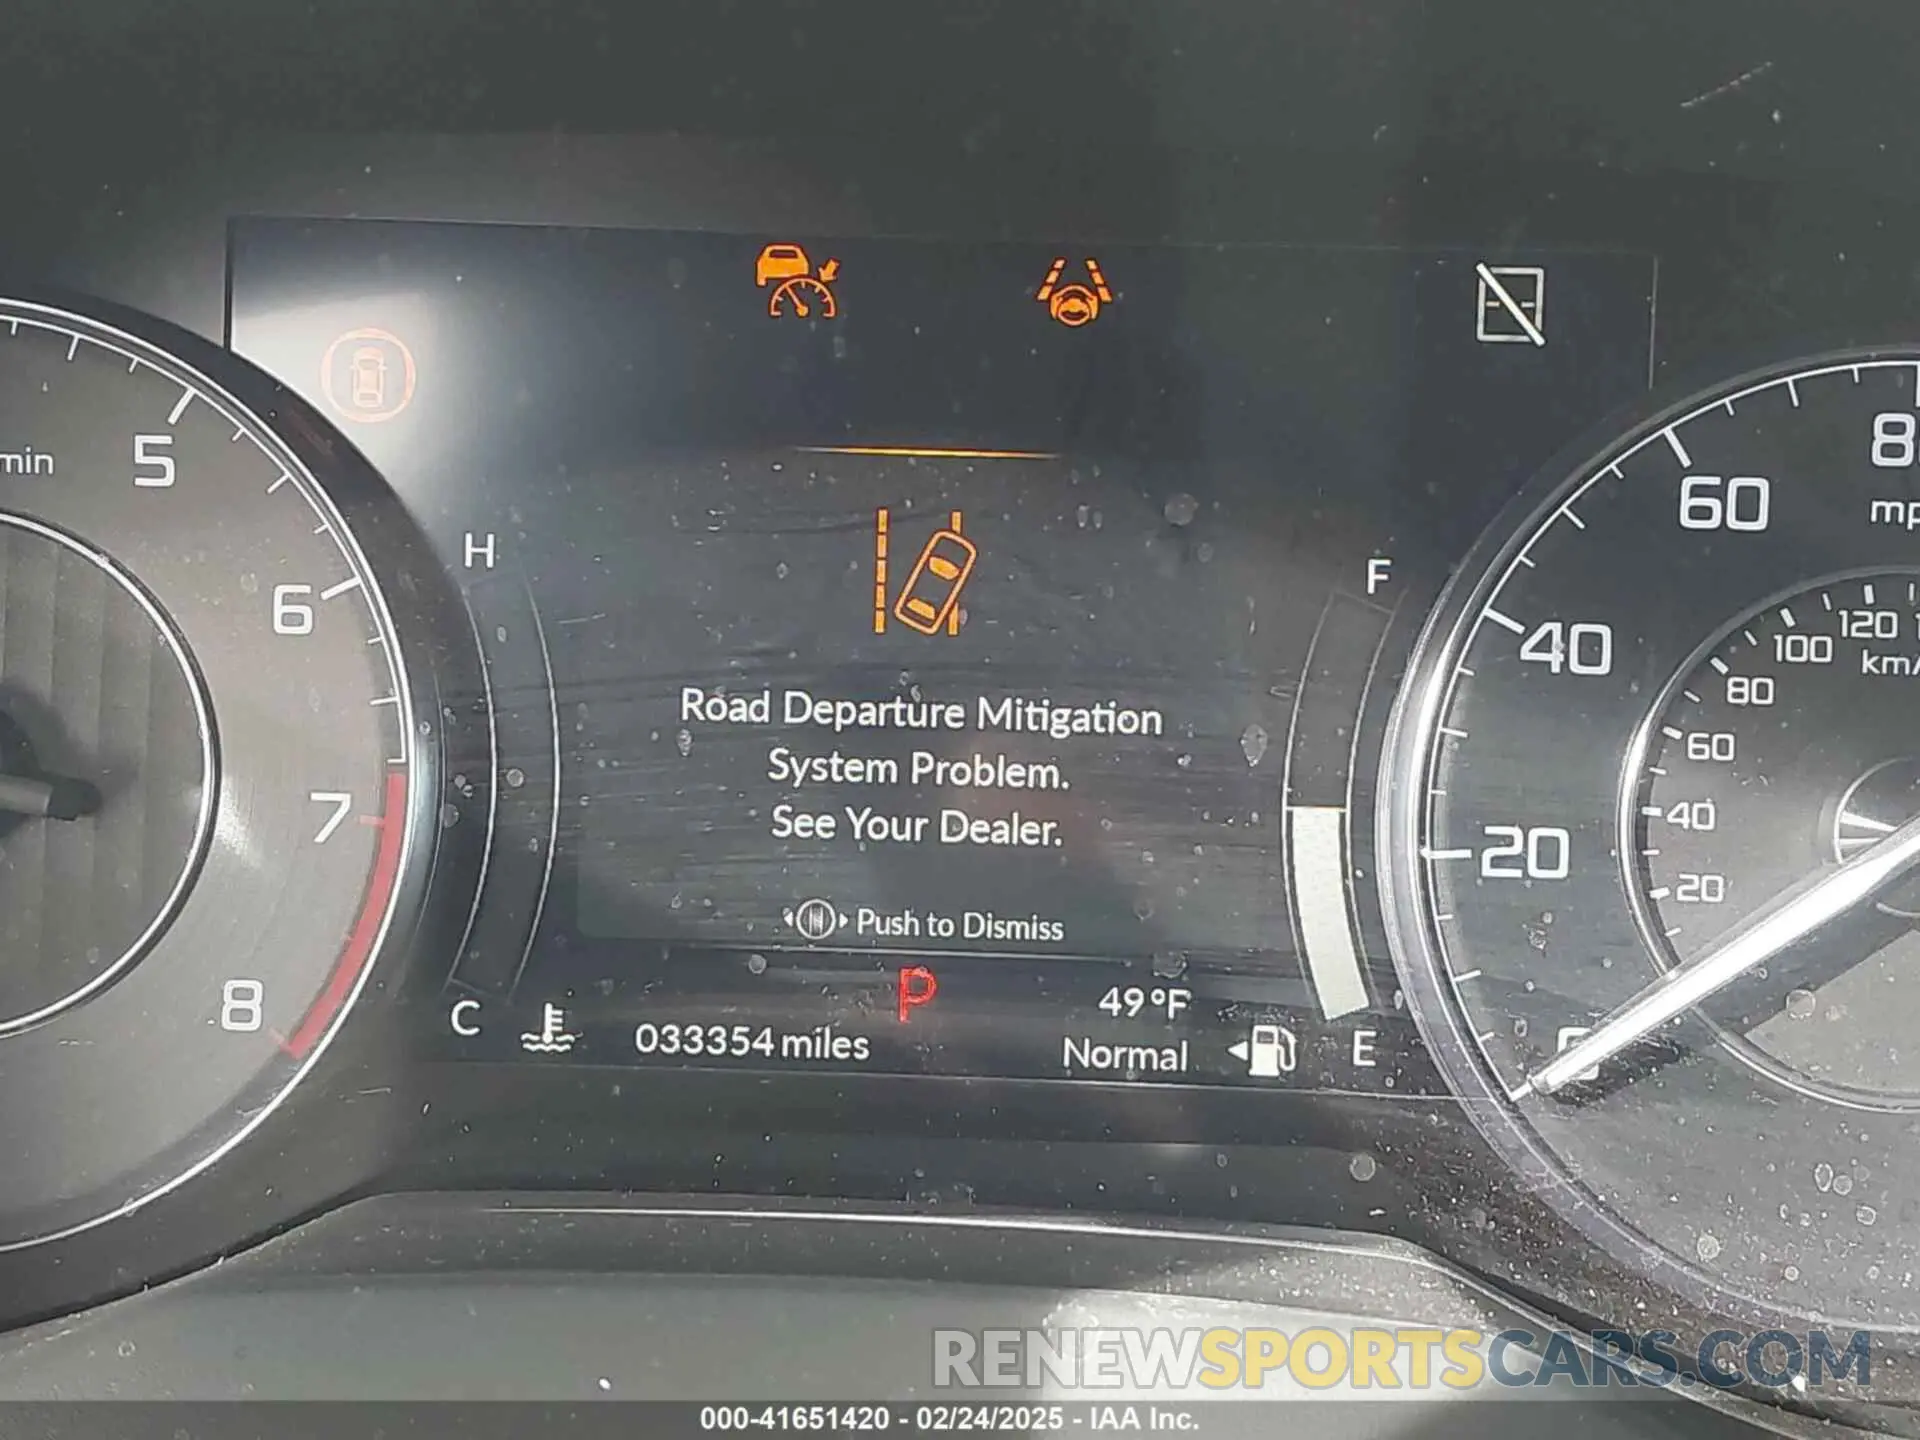 min
5
6
7
8
H
C
F
E
Road Departure Mitigation
System Problem.
See Your Dealer.
Push to Dismiss
P
033354 miles
49°F
Normal
60
40
20
120
100
80
60
40
20
RENEWSPORTSCARS.COM
000-41651420 - 02/24/2025 - IAA Inc.